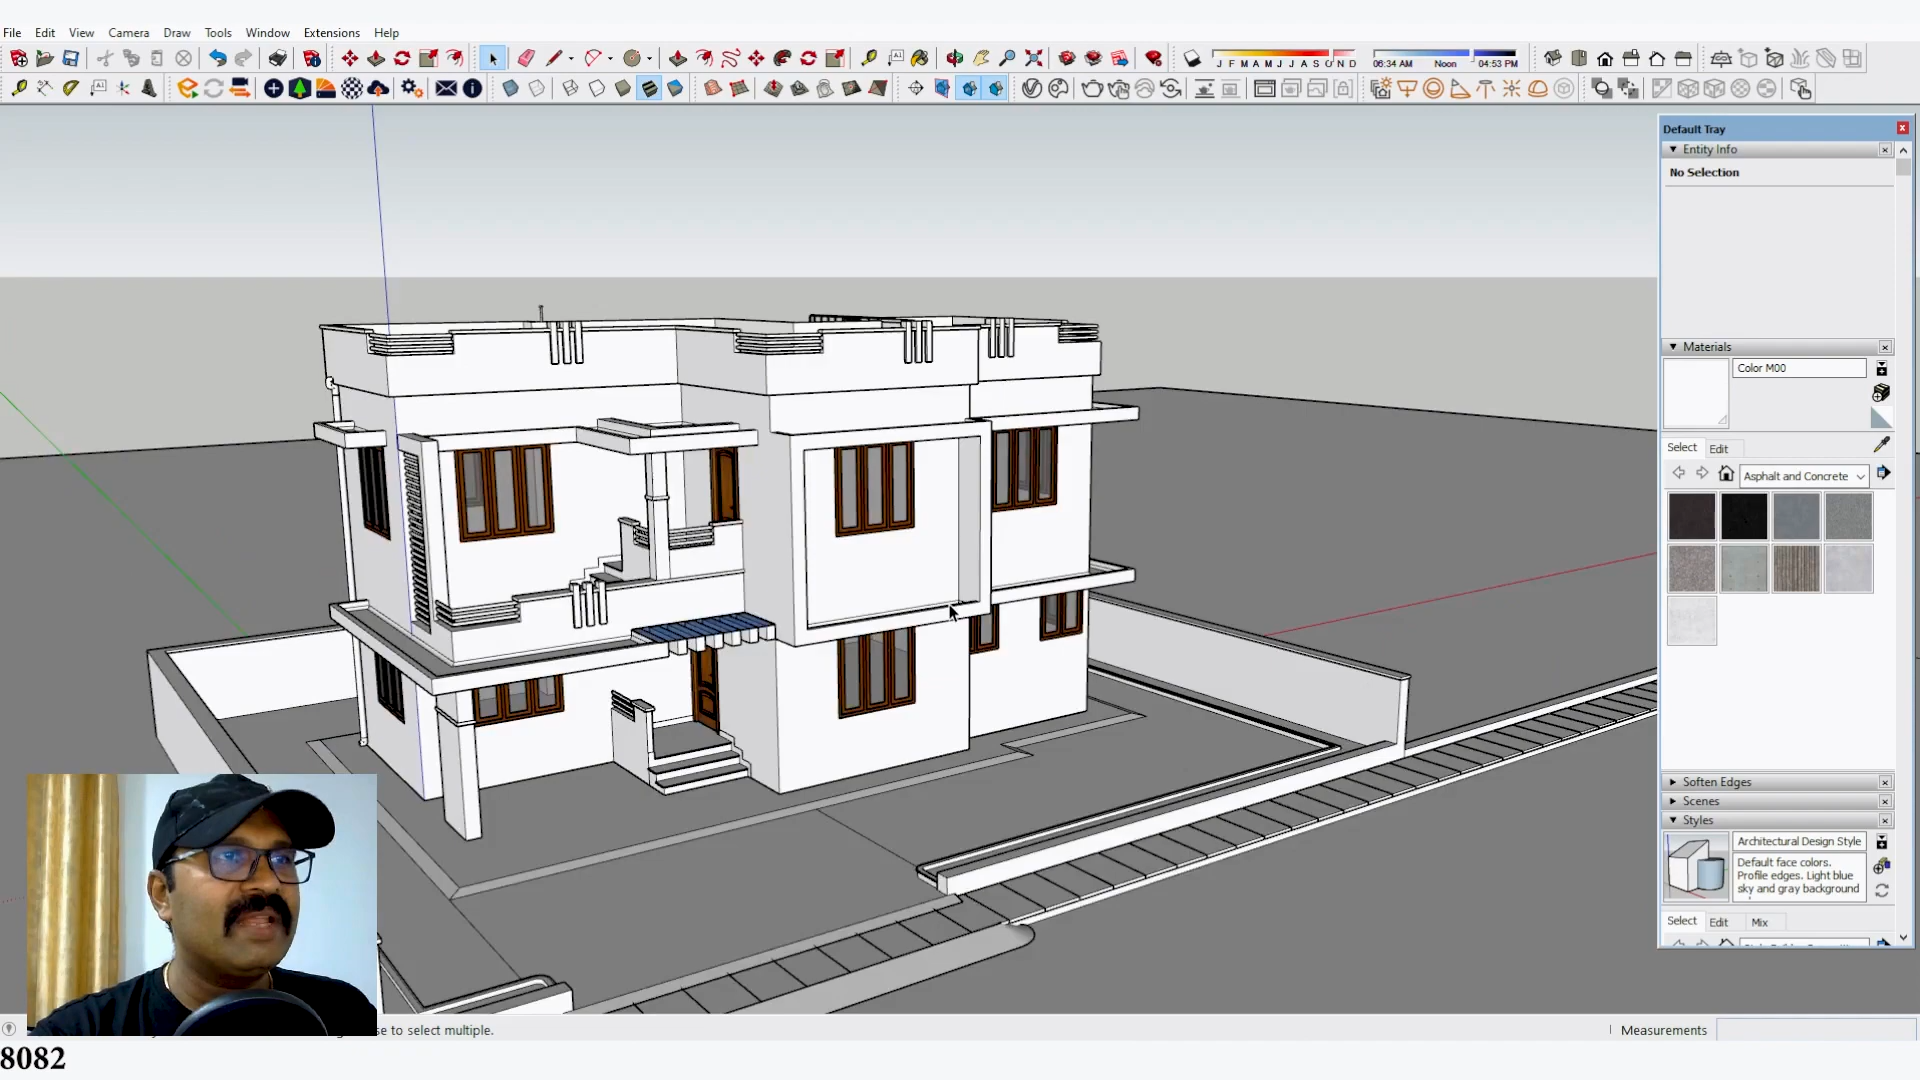 File Edit View Camera Draw Tools Window Extensions Help
J F M A M J J A S O N D
06:34 AM Noon 04:53 PM
Default Tray
Entity Info
No Selection
Materials
Color M00
Select Edit
Asphalt and Concrete
Soften Edges
Scenes
Styles
Architectural Design Style
Default face colors.
Profile edges. Light blue
sky and gray background
Select Edit Mix
se to select multiple.
Measurements
8082